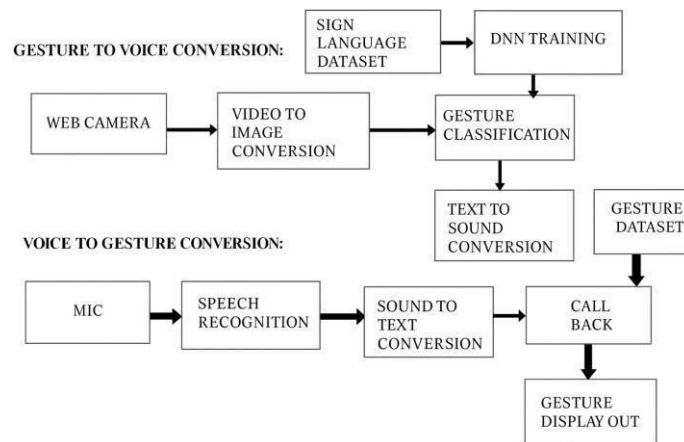 GESTURE TO VOICE CONVERSION:
SIGN
LANGUAGE
DATASET
DNN TRAINING
WEB CAMERA
VIDEO TO
IMAGE
CONVERSION
GESTURE
CLASSIFICATION
TEXT TO
SOUND
CONVERSION
GESTURE
DATASET
VOICE TO GESTURE CONVERSION:
MIC
SPEECH
RECOGNITION
SOUND TO
TEXT
CONVERSION
CALL
BACK
GESTURE
DISPLAY OUT